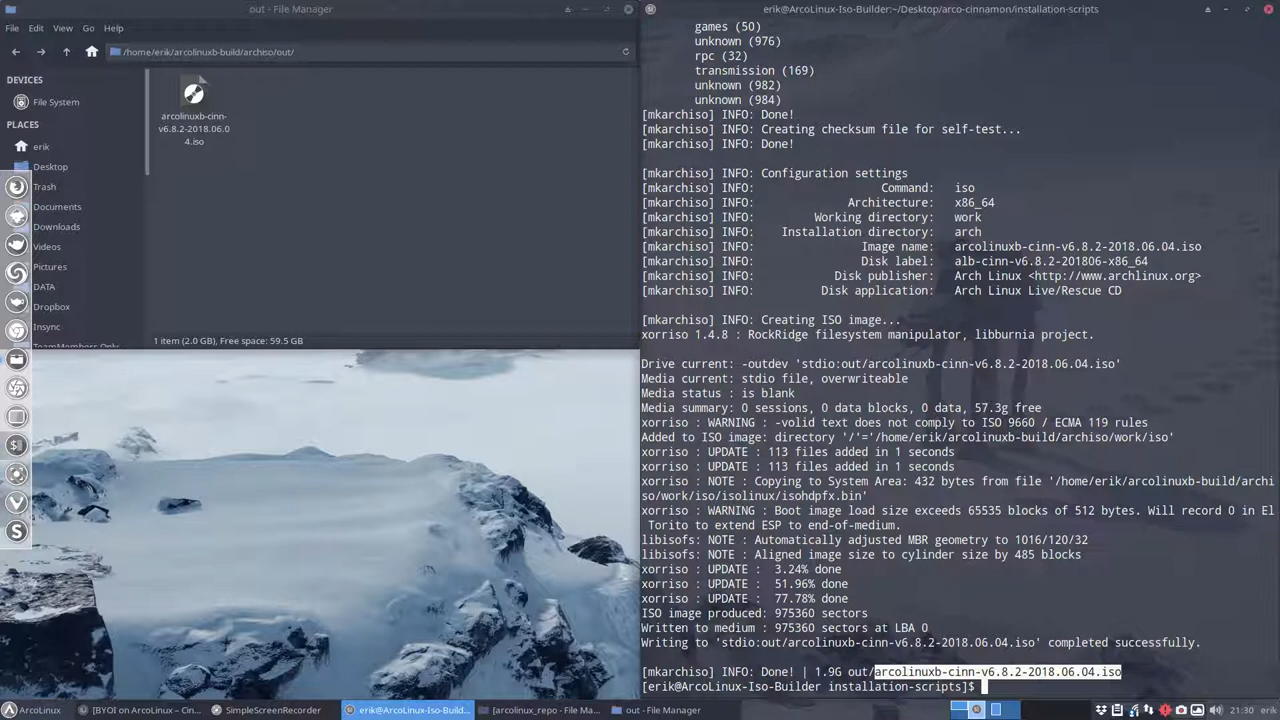 out - File Manager
File Edit View Go Help
/home/erik/arcolinuxb-build/archiso/out/
DEVICES
File System
PLACES
erik
Desktop
Trash
Documents
Downloads
Videos
Pictures
DATA
Dropbox
Insync
TeamMembers Only
arcolinuxb-cinn-
v6.8.2-2018.06.0
4.iso
1 item (2.0 GB), Free space: 59.5 GB
erik@ArcoLinux-Iso-Builder:~/Desktop/arco-cinnamon/installation-scripts
games (50)
unknown (976)
rpc (32)
transmission (169)
unknown (982)
unknown (984)
[mkarchiso] INFO: Done!
[mkarchiso] INFO: Creating checksum file for self-test...
[mkarchiso] INFO: Done!
[mkarchiso] INFO: Configuration settings
[mkarchiso] INFO: Command: iso
[mkarchiso] INFO: Architecture: x86_64
[mkarchiso] INFO: Working directory: work
[mkarchiso] INFO: Installation directory: arch
[mkarchiso] INFO: Image name: arcolinuxb-cinn-v6.8.2-2018.06.04.iso
[mkarchiso] INFO: Disk label: alb-cinn-v6.8.2-201806-x86_64
[mkarchiso] INFO: Disk publisher: Arch Linux <http://www.archlinux.org>
[mkarchiso] INFO: Disk application: Arch Linux Live/Rescue CD
[mkarchiso] INFO: Creating ISO image...
xorriso 1.4.8 : RockRidge filesystem manipulator, libburnia project.
Drive current: -outdev 'stdio:out/arcolinuxb-cinn-v6.8.2-2018.06.04.iso'
Media current: stdio file, overwriteable
Media status : is blank
Media summary: 0 sessions, 0 data blocks, 0 data, 57.3g free
xorriso : WARNING : -volid text does not comply to ISO 9660 / ECMA 119 rules
Added to ISO image: directory '/'='/home/erik/arcolinuxb-build/archiso/work/iso'
xorriso : UPDATE : 113 files added in 1 seconds
xorriso : UPDATE : 113 files added in 1 seconds
xorriso : NOTE : Copying to System Area: 432 bytes from file '/home/erik/arcolinuxb-build/archi
so/work/iso/isolinux/isohdpfx.bin'
xorriso : WARNING : Boot image load size exceeds 65535 blocks of 512 bytes. Will record 0 in El
Torito to extend ESP to end-of-medium.
libisofs: NOTE : Automatically adjusted MBR geometry to 1016/120/32
libisofs: NOTE : Aligned image size to cylinder size by 485 blocks
xorriso : UPDATE : 3.24% done
xorriso : UPDATE : 51.96% done
xorriso : UPDATE : 77.78% done
ISO image produced: 975360 sectors
Written to medium : 975360 sectors at LBA 0
Writing to 'stdio:out/arcolinuxb-cinn-v6.8.2-2018.06.04.iso' completed successfully.
[mkarchiso] INFO: Done! | 1.9G out/arcolinuxb-cinn-v6.8.2-2018.06.04.iso
[erik@ArcoLinux-Iso-Builder installation-scripts]$
ArcoLinux [BYOI on ArcoLinux – Cin... SimpleScreenRecorder erik@ArcoLinux-Iso-Build... [arcolinux_repo - File Ma... out - File Manager 21:30 erik